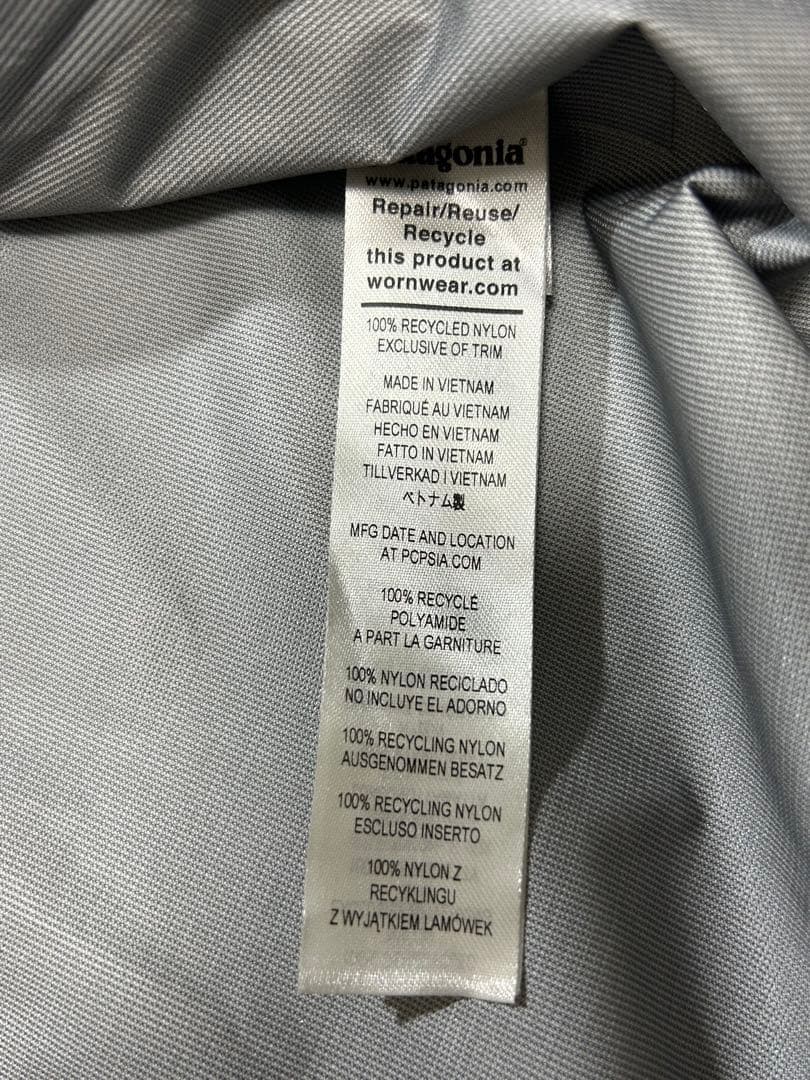 www.patagonia.com
Repair/Reuse/
Recycle
this product at
wornwear.com
100% RECYCLED NYLON
EXCLUSIVE OF TRIM
MADE IN VIETNAM
FABRIQUÉ AU VIETNAM
HECHO EN VIETNAM
FATTO IN VIETNAM
TILLVERKAD I VIETNAM
ベトナム製
MFG DATE AND LOCATION
AT PCPSIA.COM
100% RECYCLÉ
POLYAMIDE
A PART LA GARNITURE
100% NYLON RECICLADO
NO INCLUYE EL ADORNO
100% RECYCLING NYLON
AUSGENOMMEN BESATZ
100% RECYCLING NYLON
ESCLUSO INSERTO
100% NYLON Z
RECYKLINGU
Z WYJĄTKIEM LAMÓWEK